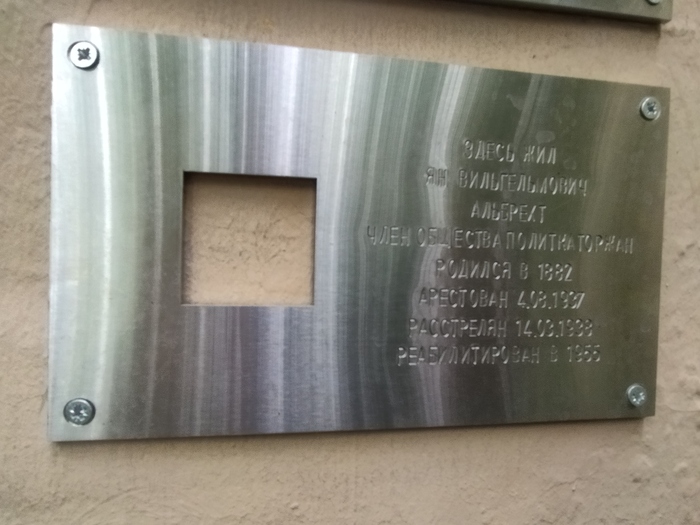 ЗДЕСЬ ЖИЛ
ЯН ВИЛЬГЕЛЬМОВИЧ
АЛЬБРЕХТ
ЧЛЕН ОБЩЕСТВА ПОЛИТКАТОРЖАН
РОДИЛСЯ В 1882
АРЕСТОВАН 4.08.1937
РАССТРЕЛЯН 14.03.1938
РЕАБИЛИТИРОВАН В 1955